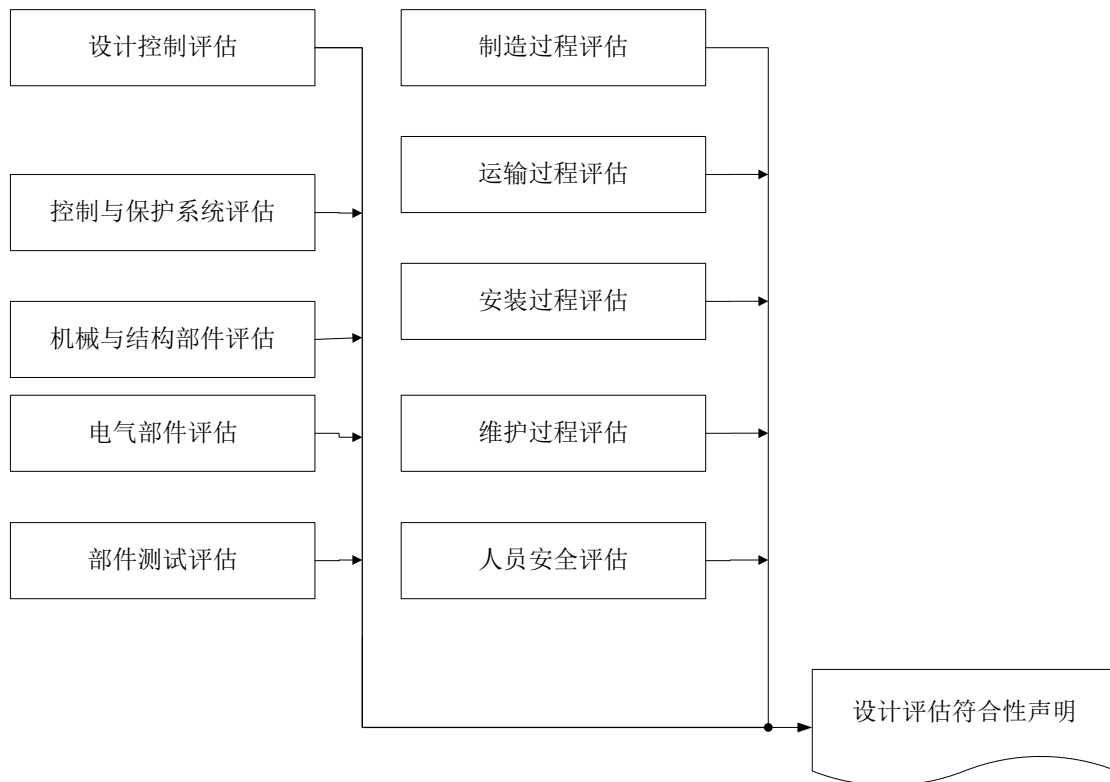 设计控制评估
控制与保护系统评估
机械与结构部件评估
电气部件评估
部件测试评估
制造过程评估
运输过程评估
安装过程评估
维护过程评估
人员安全评估
设计评估符合性声明